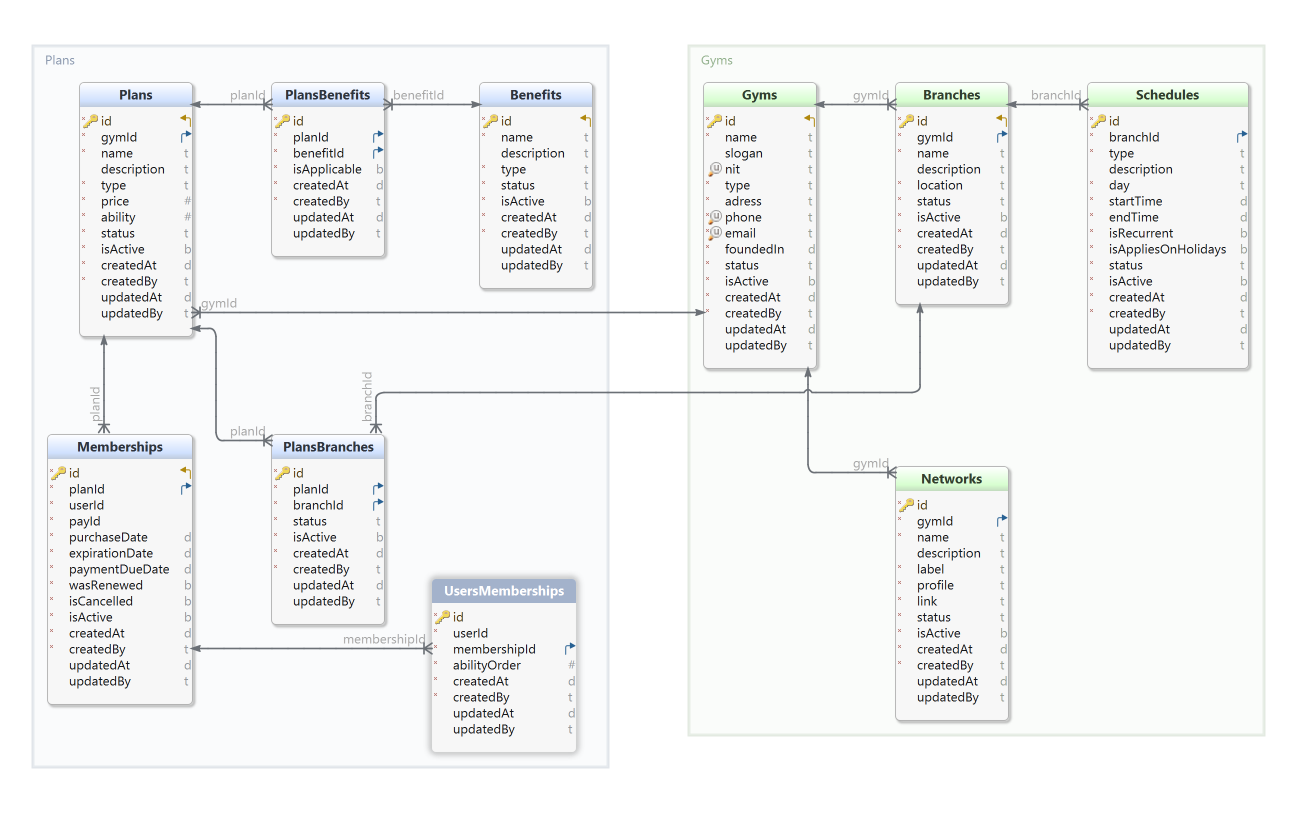 Plans
Plans
id
gymId
name t
description t
type t
price #
ability #
status t
isActive b
createdAt d
createdBy t
updatedAt d
updatedBy t
planId
PlansBenefits
id
planId
benefitId
isApplicable b
createdAt d
createdBy t
updatedAt d
updatedBy t
benefitId
Benefits
id
name t
description t
type t
status t
isActive b
createdAt d
createdBy t
updatedAt d
updatedBy t
gymId
planId
planId
branchId
Memberships
id
planId
userId
payId
purchaseDate d
expirationDate d
paymentDueDate d
wasRenewed b
isCancelled b
isActive b
createdAt d
createdBy t
updatedAt d
updatedBy t
PlansBranches
id
planId
branchId
status t
isActive b
createdAt d
createdBy t
updatedAt d
updatedBy t
membershipId
UsersMemberships
id
userId
membershipId
abilityOrder #
createdAt d
createdBy t
updatedAt d
updatedBy t
Gyms
Gyms
id
name t
slogan t
u nit t
type t
adress t
u phone t
u email t
foundedIn d
status t
isActive b
createdAt d
createdBy t
updatedAt d
updatedBy t
gymId
Branches
id
gymId
name t
description t
location t
status t
isActive b
createdAt d
createdBy t
updatedAt d
updatedBy t
branchId
Schedules
id
branchId
type t
description t
day t
startTime d
endTime d
isRecurrent b
isAppliesOnHolidays b
status t
isActive b
createdAt d
createdBy t
updatedAt d
updatedBy t
gymId
Networks
id
gymId
name t
description t
label t
profile t
link t
status t
isActive b
createdAt d
createdBy t
updatedAt d
updatedBy t